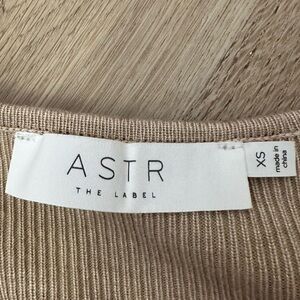 ASTR
THE LABEL
XS
made in
china